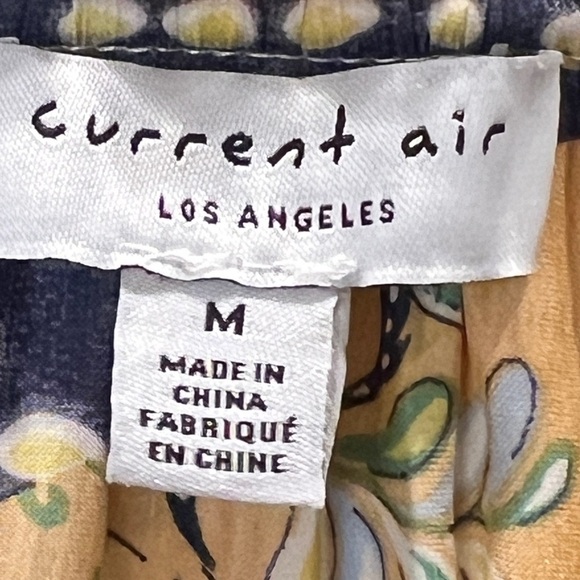 current air
LOS ANGELES
M
MADE IN
CHINA
FABRIQUÉ
EN CHINE